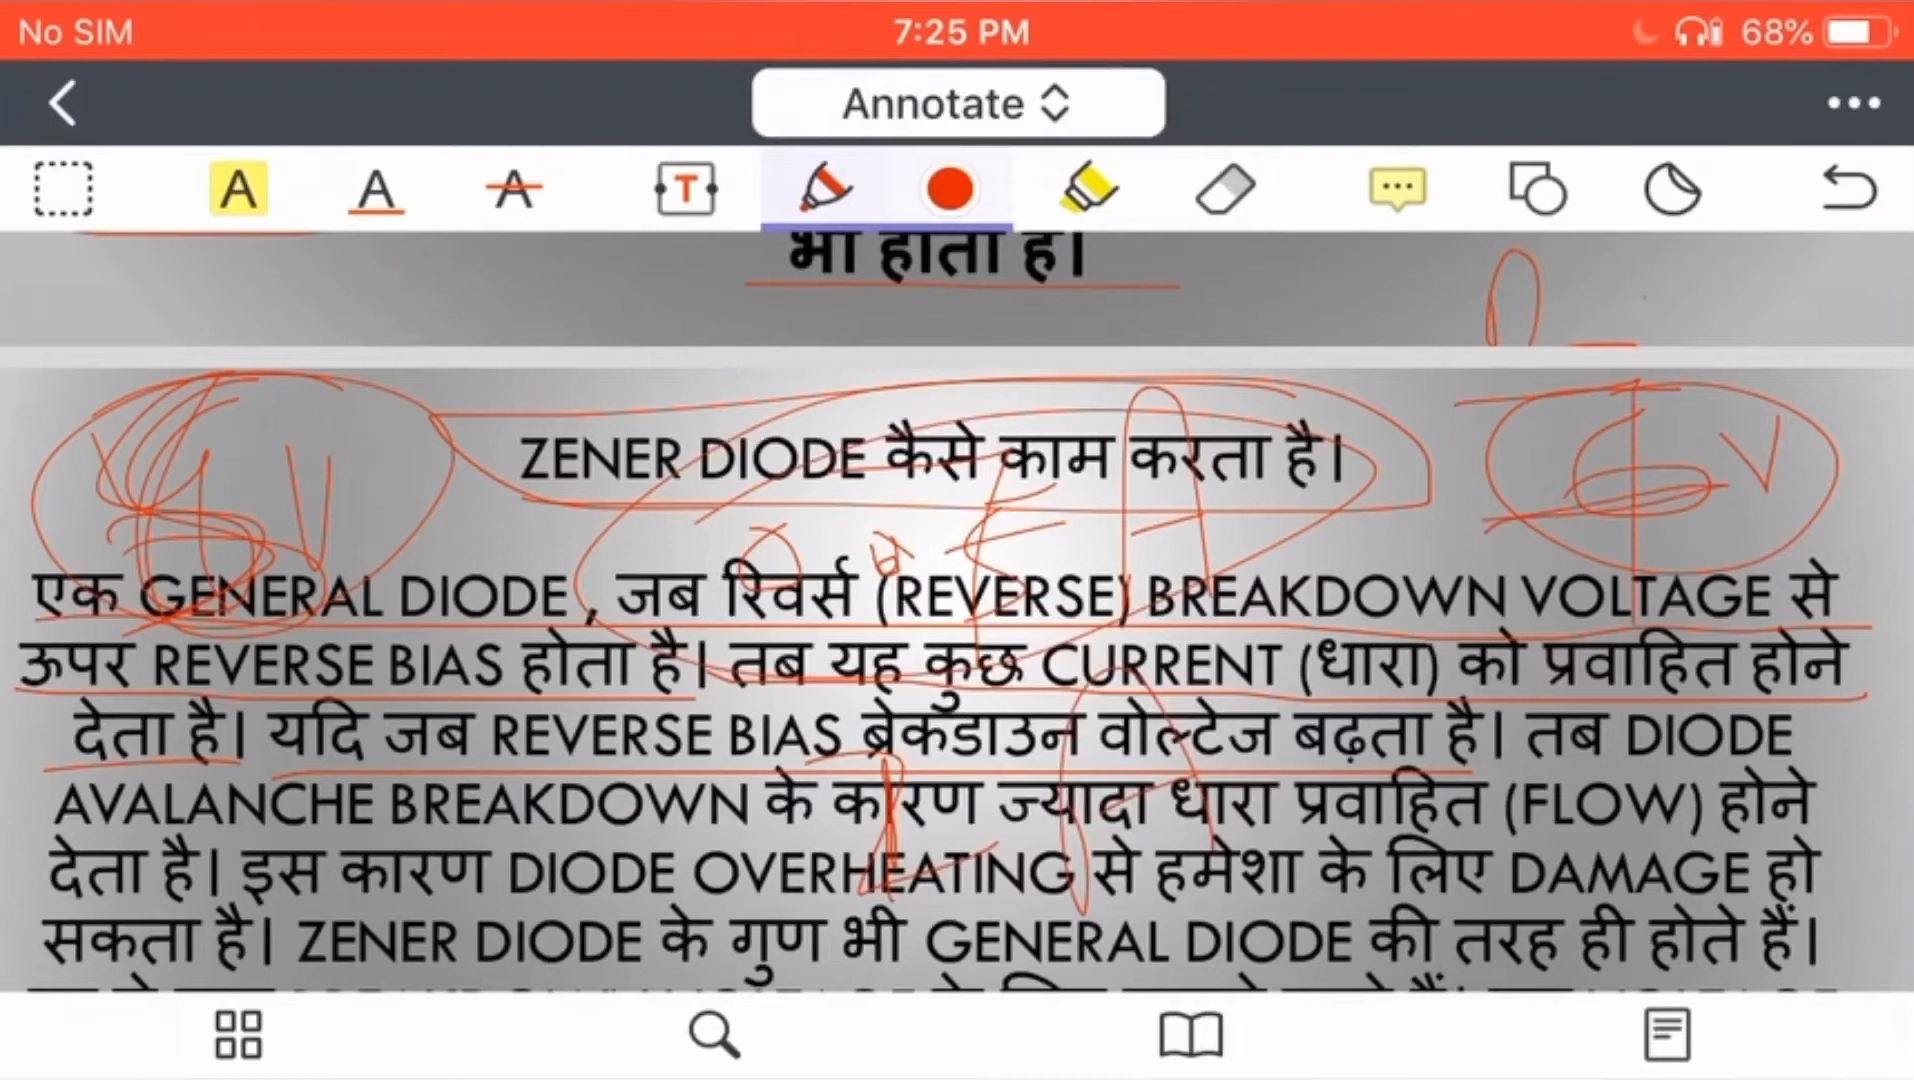 No SIM 7:25 PM 68%
Annotate
A A A T
भी होता है।
ZENER DIODE कैसे काम करता है।
एक GENERAL DIODE , जब रिवर्स (REVERSE) BREAKDOWN VOLTAGE से
ऊपर REVERSE BIAS होता है। तब यह कुछ CURRENT (धारा) को प्रवाहित होने
देता है। यदि जब REVERSE BIAS ब्रेकडाउन वोल्टेज बढ़ता है। तब DIODE
AVALANCHE BREAKDOWN के कारण ज्यादा धारा प्रवाहित (FLOW) होने
देता है। इस कारण DIODE OVERHEATING से हमेशा के लिए DAMAGE हो
सकता है। ZENER DIODE के गुण भी GENERAL DIODE की तरह ही होते हैं।